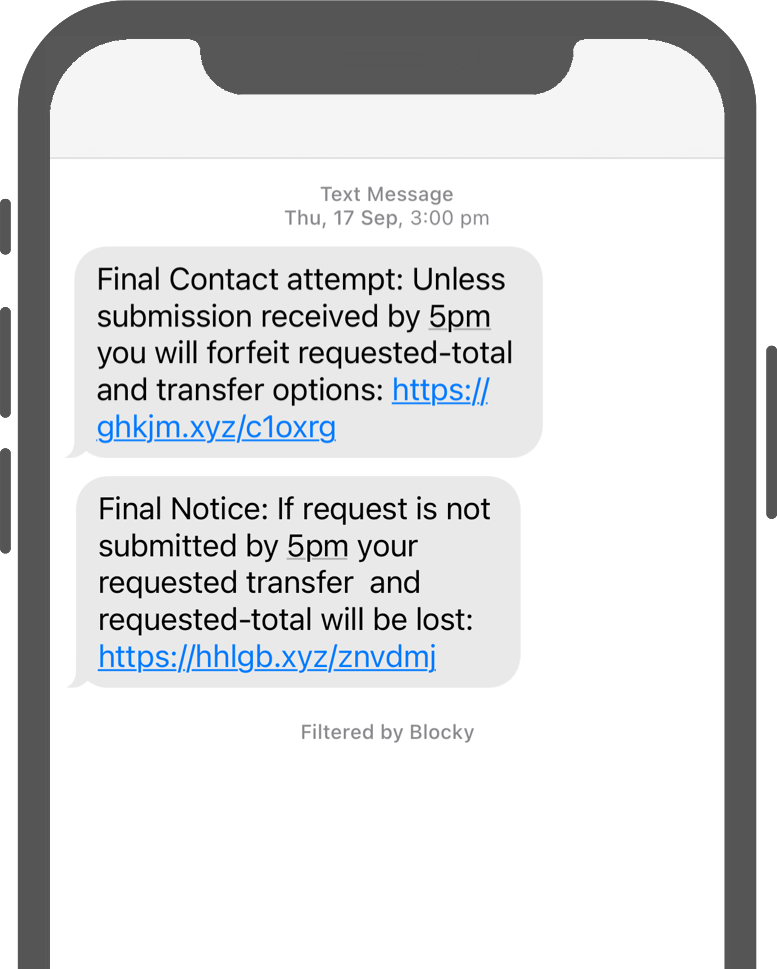 Text Message
Thu, 17 Sep, 3:00 pm
Final Contact attempt: Unless
submission received by 5pm
you will forfeit requested-total
and transfer options: https://
ghkjm.xyz/c1oxrg
Final Notice: If request is not
submitted by 5pm your
requested transfer  and
requested-total will be lost:
https://hhlgb.xyz/znvdmj
Filtered by Blocky